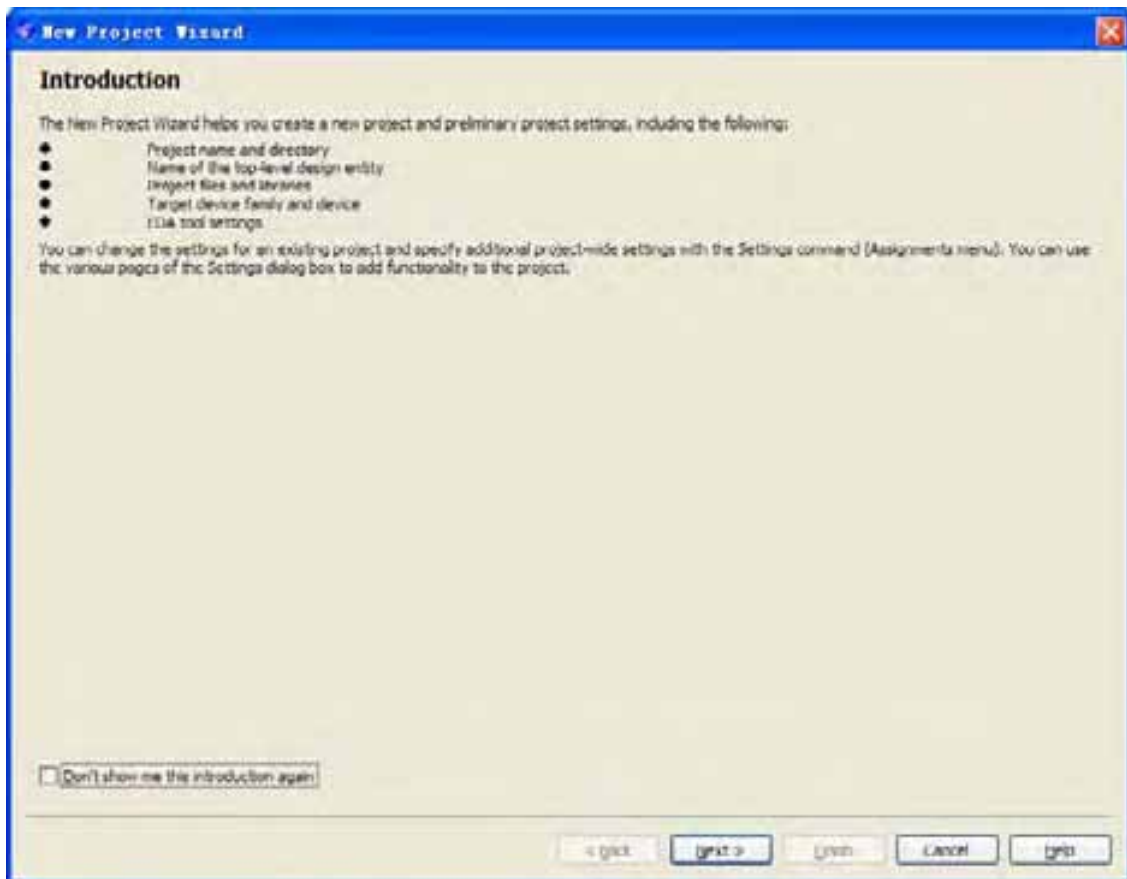 New Project Wizard
Introduction
The New Project Wizard helps you create a new project and preliminary project settings, including the following:
Project name and directory
Name of the top-level design entity
Project files and libraries
Target device family and device
EDA tool settings
You can change the settings for an existing project and specify additional project-wide settings with the Settings command (Assignments menu). You can use
the various pages of the Settings dialog box to add functionality to the project.
Don't show me this introduction again
< Back Next > Finish Cancel Help